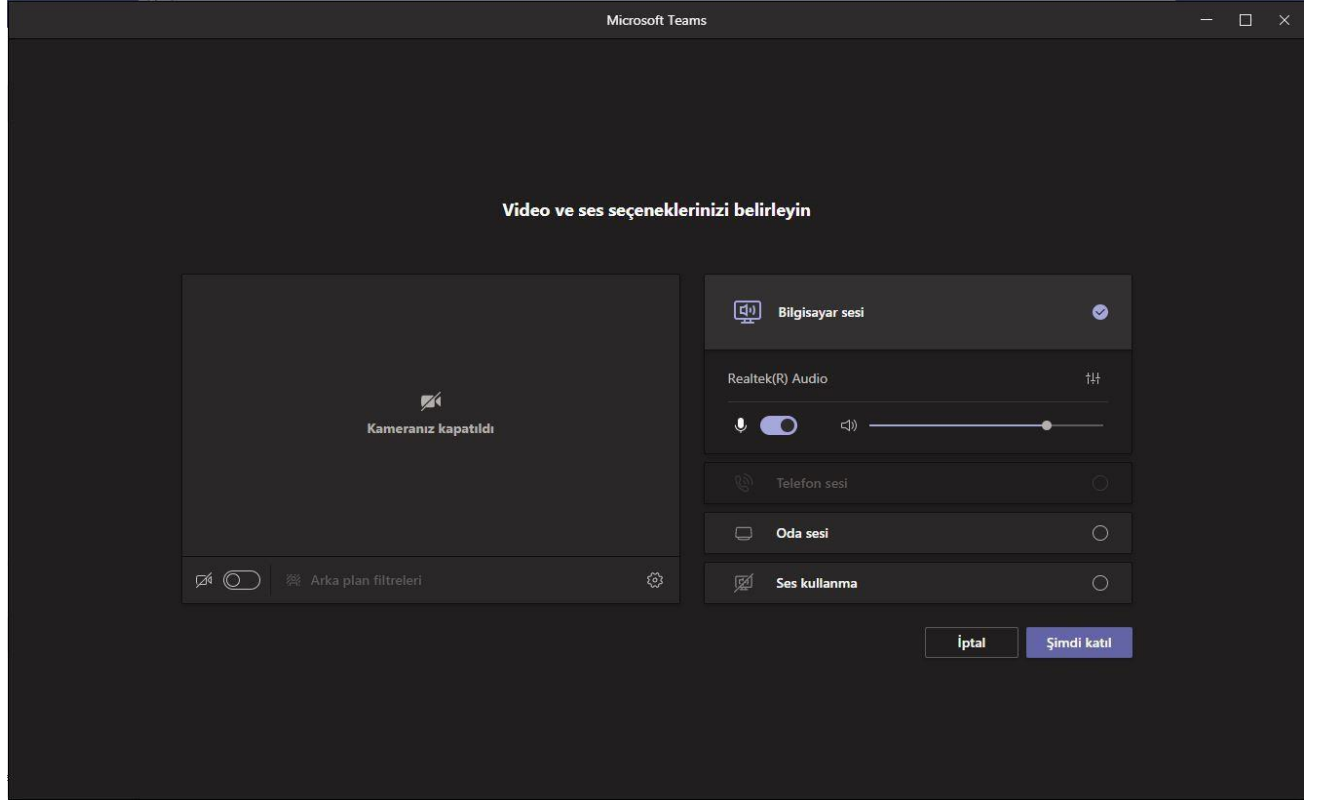 Microsoft Teams
Video ve ses seçeneklerinizi belirleyin
Kameranız kapatıldı
Arka plan filtreleri
Bilgisayar sesi
Realtek(R) Audio
Telefon sesi
Oda sesi
Ses kullanma
İptal
Şimdi katıl